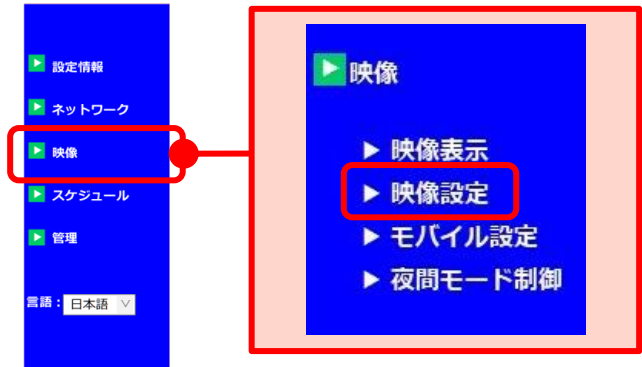 設定情報
ネットワーク
映像
スケジュール
管理
言語：日本語
映像
映像表示
映像設定
モバイル設定
夜間モード制御